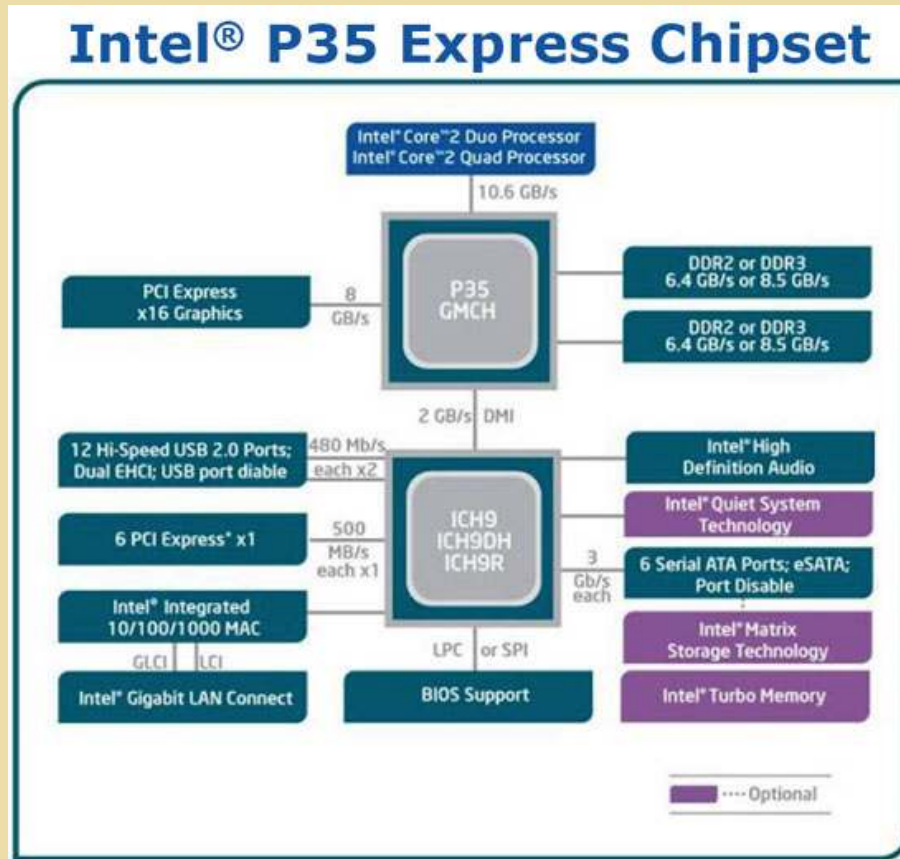 Intel® P35 Express Chipset
Intel® Core™2 Duo Processor
Intel® Core™2 Quad Processor
10.6 GB/s
PCI Express
x16 Graphics
8
GB/s
P35
GMCH
DDR2 or DDR3
6.4 GB/s or 8.5 GB/s
DDR2 or DDR3
6.4 GB/s or 8.5 GB/s
2 GB/s DMI
12 Hi-Speed USB 2.0 Ports;
Dual EHCI; USB port diable
480 Mb/s
each x2
6 PCI Express* x1
500
MB/s
each x1
Intel® Integrated
10/100/1000 MAC
GLCI LCI
Intel® Gigabit LAN Connect
ICH9
ICH9DH
ICH9R
LPC or SPI
BIOS Support
Intel® High
Definition Audio
Intel® Quiet System
Technology
3
Gb/s
each
6 Serial ATA Ports; eSATA;
Port Disable
Intel® Matrix
Storage Technology
Intel® Turbo Memory
Optional